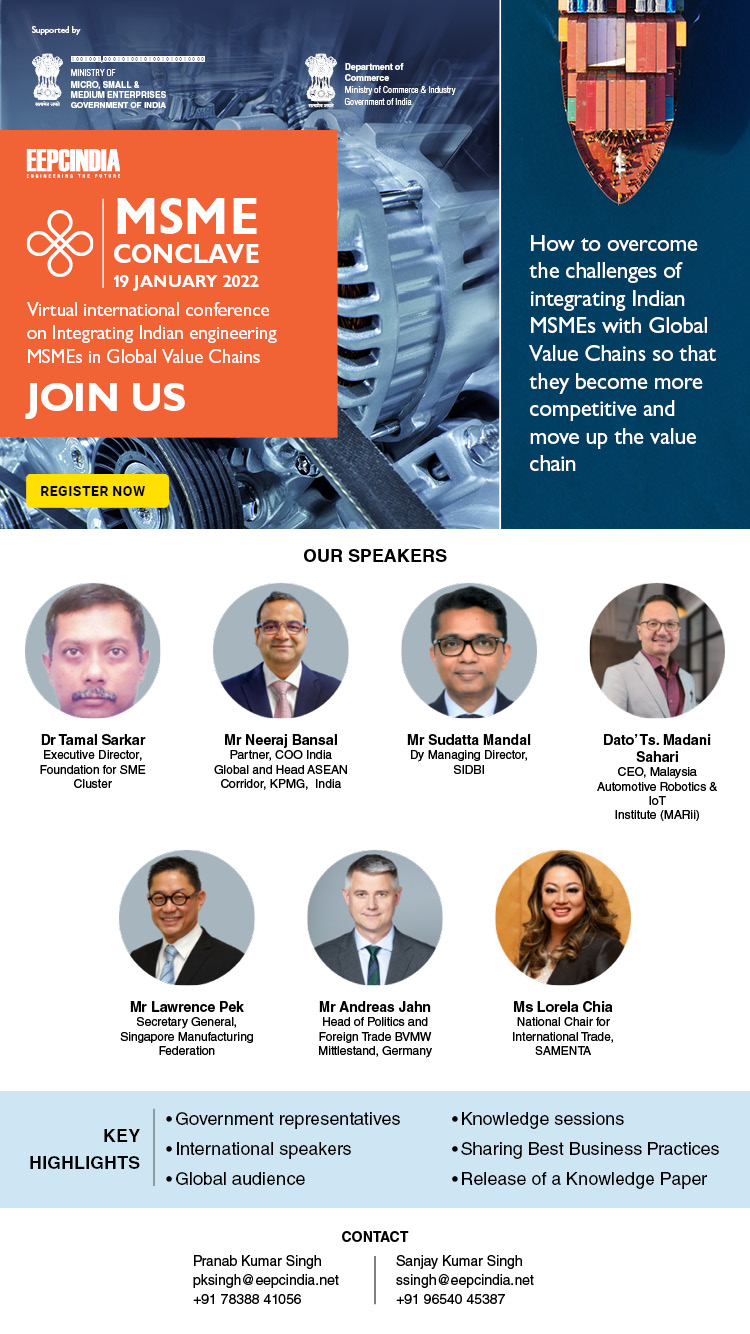 Supported by
MINISTRY OF
MICRO, SMALL &
MEDIUM ENTERPRISES
GOVERNMENT OF INDIA
सत्यमेव जयते
Department of
Commerce
Ministry of Commerce & Industry
Government of India
सत्यमेव जयते
EEPCINDIA
ENGINEERING THE FUTURE
MSME
CONCLAVE
19 JANUARY 2022
Virtual international conference
on Integrating Indian engineering
MSMEs in Global Value Chains
JOIN US
REGISTER NOW
How to overcome
the challenges of
integrating Indian
MSMEs with Global
Value Chains so that
they become more
competitive and
move up the value
chain
OUR SPEAKERS
Dr Tamal Sarkar
Executive Director,
Foundation for SME
Cluster
Mr Neeraj Bansal
Partner, COO India
Global and Head ASEAN
Corridor, KPMG, India
Mr Sudatta Mandal
Dy Managing Director,
SIDBI
Dato' Ts. Madani
Sahari
CEO, Malaysia
Automotive Robotics &
IoT
Institute (MARii)
Mr Lawrence Pek
Secretary General,
Singapore Manufacturing
Federation
Mr Andreas Jahn
Head of Politics and
Foreign Trade BVMW
Mittlestand, Germany
Ms Lorela Chia
National Chair for
International Trade,
SAMENTA
KEY
HIGHLIGHTS
• Government representatives
• International speakers
• Global audience
• Knowledge sessions
• Sharing Best Business Practices
• Release of a Knowledge Paper
CONTACT
Pranab Kumar Singh
pksingh@eepcindia.net
+91 78388 41056
Sanjay Kumar Singh
ssingh@eepcindia.net
+91 96540 45387